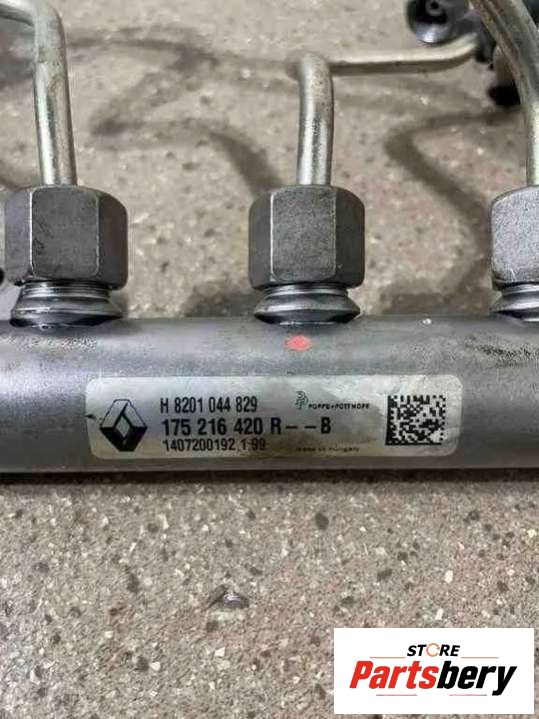 H 8201 044 829
POPPE+POTTHOFF
175 216 420 R--B
1407200192 1:99
Made in Hungary
STORE
Partsbery